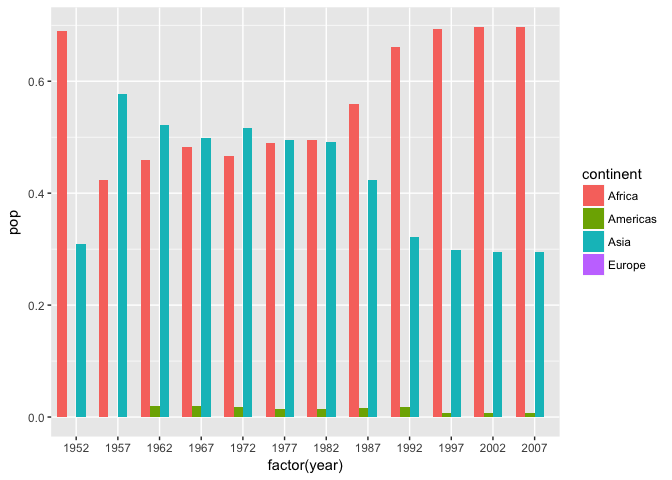 0.6
0.4
0.2
0.0
pop
1952 1957 1962 1967 1972 1977 1982 1987 1992 1997 2002 2007
factor(year)
continent
Africa
Americas
Asia
Europe